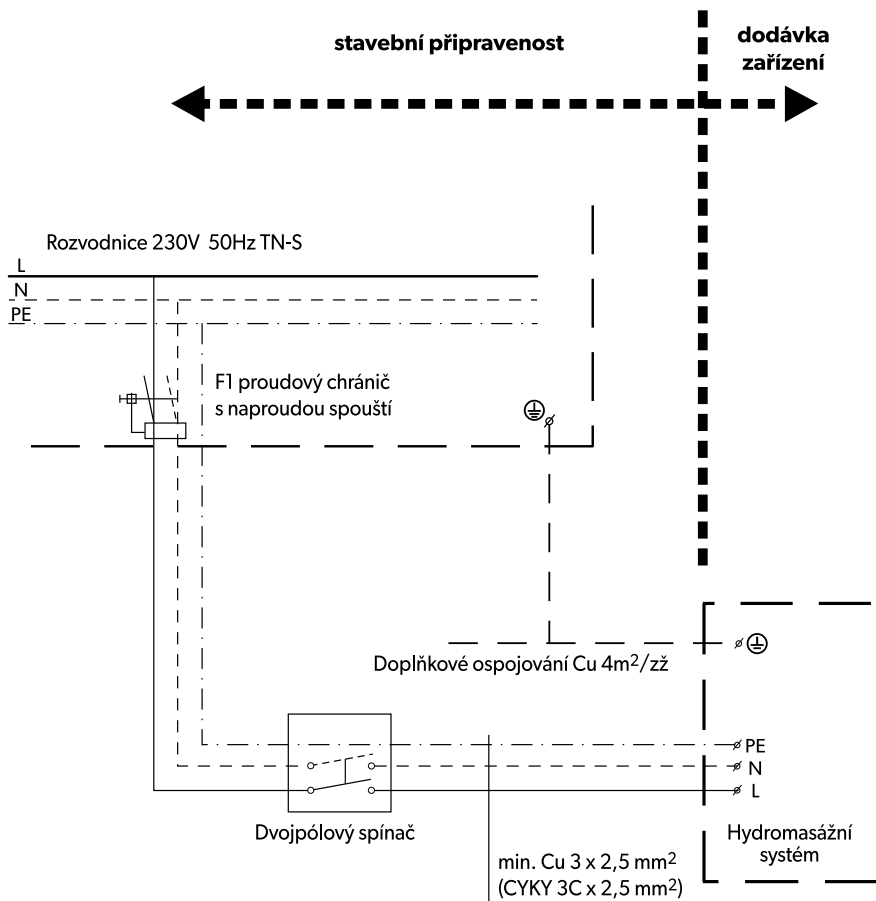 stavební připravenost
dodávka
zařízení
Rozvodnice 230V 50Hz TN-S
L
N
PE
F1 proudový chránič
s naproudou spouští
Doplňkové ospojování Cu 4m²/zž
PE
N
L
Dvojpólový spínač
Hydromasážní
systém
min. Cu 3 x 2,5 mm²
(CYKY 3C x 2,5 mm²)